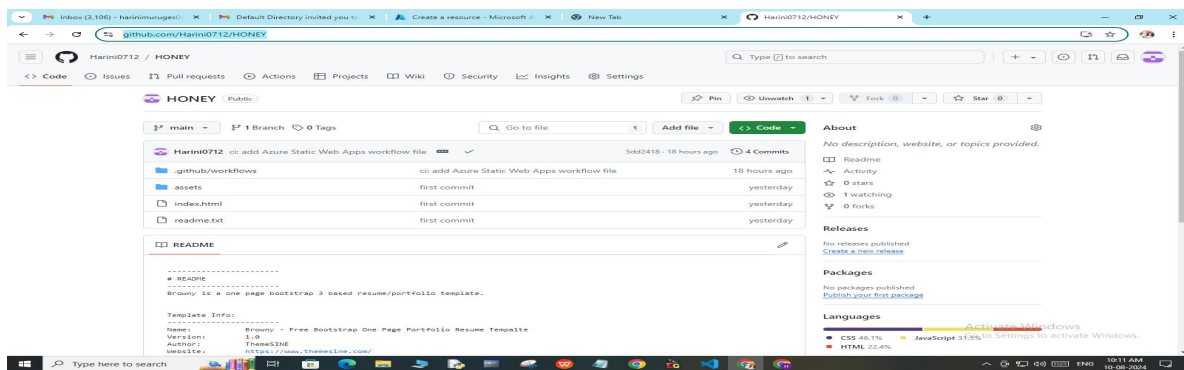 Inbox (3,106) - harinimuruges0
Default Directory invited you to
Create a resource - Microsoft A
New Tab
Harini0712/HONEY
github.com/Harini0712/HONEY
Harini0712 / HONEY
Type / to search
<> Code Issues Pull requests Actions Projects Wiki Security Insights Settings
HONEY Public
Pin Unwatch 1 Fork 0 Star 0
main 1 Branch 0 Tags
Go to file t Add file <> Code
Harini0712 ci: add Azure Static Web Apps workflow file 5dd2418 · 18 hours ago 4 Commits
.github/workflows ci: add Azure Static Web Apps workflow file 18 hours ago
assets first commit yesterday
index.html first commit yesterday
readme.txt first commit yesterday
README
-----------------------
# README
-----------------------
Browny is a one page bootstrap 3 based resume/portfolio template.
Template Info:
-----------------------
Name: Browny - Free Bootstrap One Page Portfolio Resume Tempalte
Version: 1.0
Author: ThemeSINE
Website: https://www.themesine.com/
About
No description, website, or topics provided.
Readme
Activity
0 stars
1 watching
0 forks
Releases
No releases published
Create a new release
Packages
No packages published
Publish your first package
Languages
CSS 46.1% JavaScript 31.5%
HTML 22.4%
Activate Windows
Go to Settings to activate Windows.
Type here to search
ENG
10:11 AM
10-08-2024